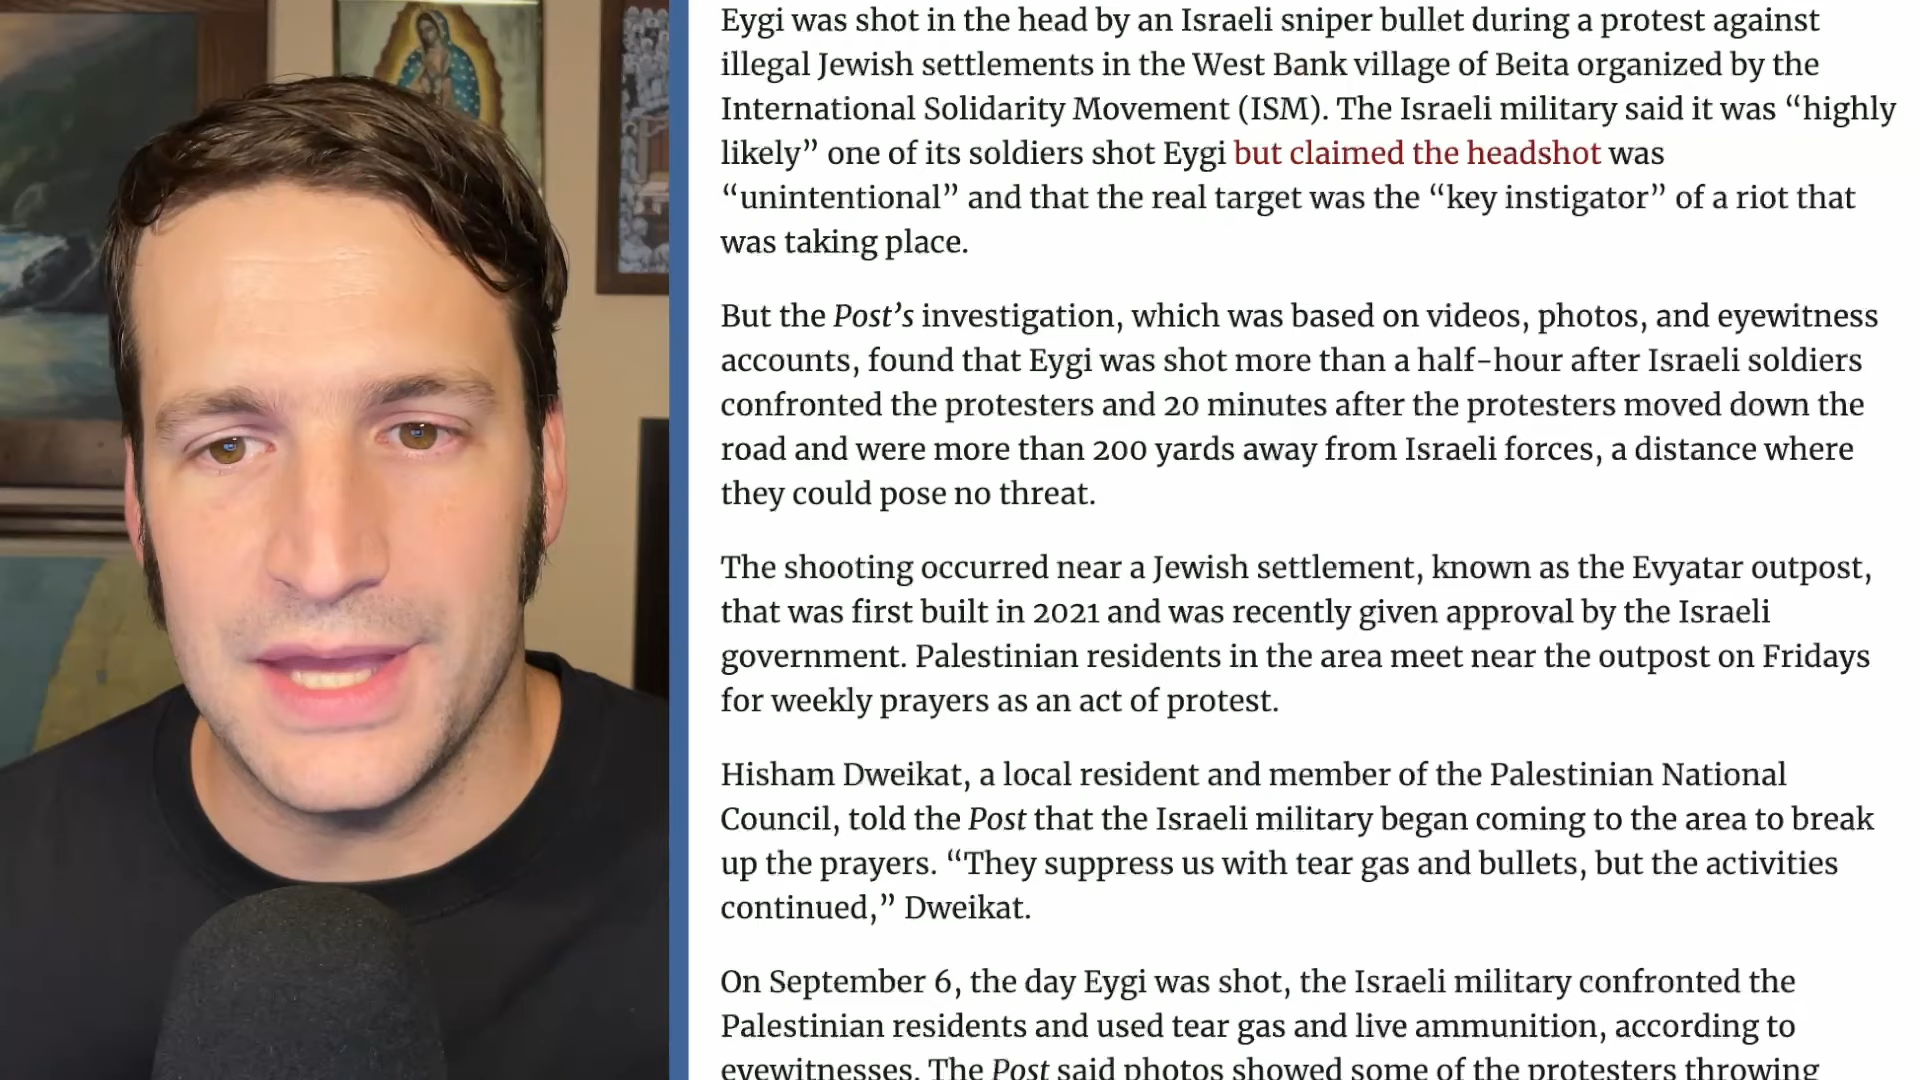 Eygi was shot in the head by an Israeli sniper bullet during a protest against
illegal Jewish settlements in the West Bank village of Beita organized by the
International Solidarity Movement (ISM). The Israeli military said it was “highly
likely” one of its soldiers shot Eygi but claimed the headshot was
“unintentional” and that the real target was the “key instigator” of a riot that
was taking place.
But the Post’s investigation, which was based on videos, photos, and eyewitness
accounts, found that Eygi was shot more than a half-hour after Israeli soldiers
confronted the protesters and 20 minutes after the protesters moved down the
road and were more than 200 yards away from Israeli forces, a distance where
they could pose no threat.
The shooting occurred near a Jewish settlement, known as the Evyatar outpost,
that was first built in 2021 and was recently given approval by the Israeli
government. Palestinian residents in the area meet near the outpost on Fridays
for weekly prayers as an act of protest.
Hisham Dweikat, a local resident and member of the Palestinian National
Council, told the Post that the Israeli military began coming to the area to break
up the prayers. “They suppress us with tear gas and bullets, but the activities
continued,” Dweikat.
On September 6, the day Eygi was shot, the Israeli military confronted the
Palestinian residents and used tear gas and live ammunition, according to
eyewitnesses. The Post said photos showed some of the protesters throwing